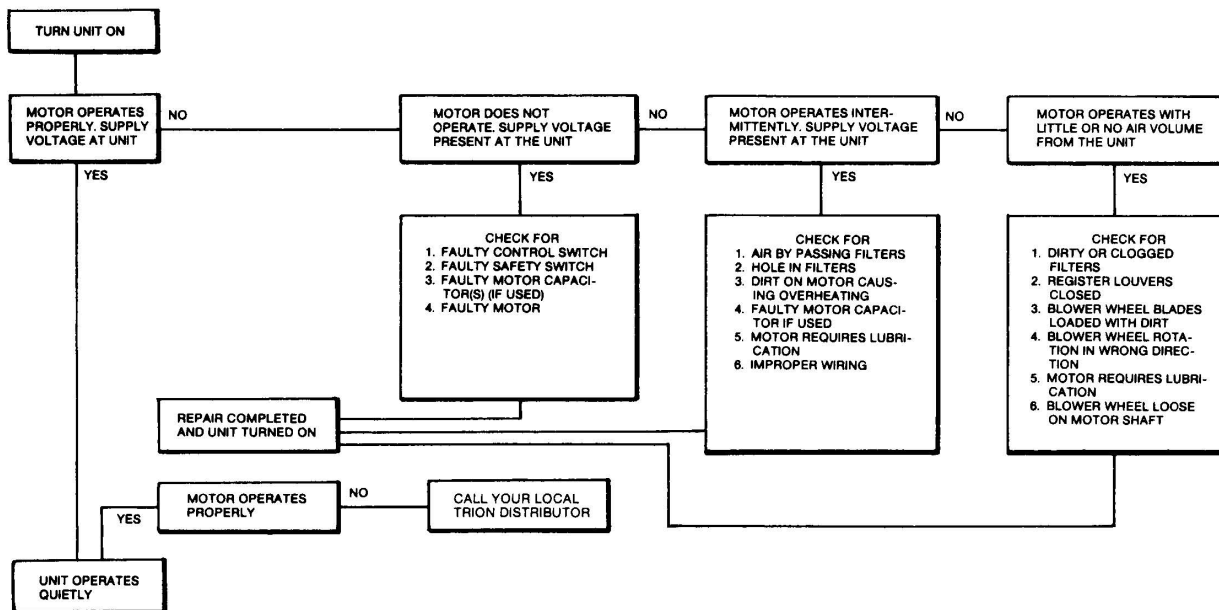 TURN UNIT ON
MOTOR OPERATES
PROPERLY. SUPPLY
VOLTAGE AT UNIT
NO
MOTOR DOES NOT
OPERATE. SUPPLY VOLTAGE
PRESENT AT THE UNIT
NO
MOTOR OPERATES INTER-
MITTENTLY. SUPPLY VOLTAGE
PRESENT AT THE UNIT
NO
MOTOR OPERATES WITH
LITTLE OR NO AIR VOLUME
FROM THE UNIT
YES
YES
YES
YES
CHECK FOR
1. FAULTY CONTROL SWITCH
2. FAULTY SAFETY SWITCH
3. FAULTY MOTOR CAPACI-
TOR(S) (IF USED)
4. FAULTY MOTOR
CHECK FOR
1. AIR BY PASSING FILTERS
2. HOLE IN FILTERS
3. DIRT ON MOTOR CAUS-
ING OVERHEATING
4. FAULTY MOTOR CAPACI-
TOR IF USED
5. MOTOR REQUIRES LUBRI-
CATION
6. IMPROPER WIRING
CHECK FOR
1. DIRTY OR CLOGGED
FILTERS
2. REGISTER LOUVERS
CLOSED
3. BLOWER WHEEL BLADES
LOADED WITH DIRT
4. BLOWER WHEEL ROTA-
TION IN WRONG DIREC-
TION
5. MOTOR REQUIRES LUBRI-
CATION
6. BLOWER WHEEL LOOSE
ON MOTOR SHAFT
REPAIR COMPLETED
AND UNIT TURNED ON
MOTOR OPERATES
PROPERLY
NO
CALL YOUR LOCAL
TRION DISTRIBUTOR
YES
UNIT OPERATES
QUIETLY